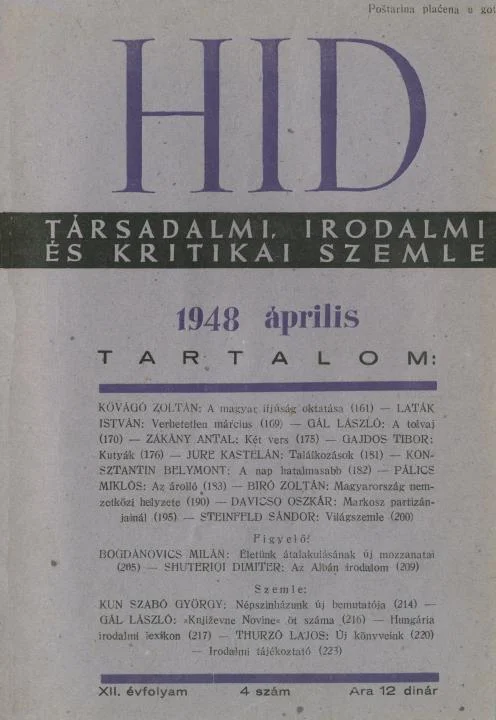 Poštarina plaćena u got
HID
TÁRSADALMI, IRODALMI
ÉS KRITIKAI SZEMLE
1948 április
TARTALOM:
KŐVÁGÓ ZOLTÁN: A magyar ifjúság oktatása (161) — LATÁK
ISTVÁN: Verhetetlen március (169) — GÁL LÁSZLÓ: A tolvaj
(170) — ZÁKÁNY ANTAL: Két vers (175) — GAJDOS TIBOR:
Kutyák (176) — JURE KASTELÁN: Találkozások (181) — KON-
SZTANTIN BELYMONT: A nap hatalmasabb (182) — PÁLICS
MIKLÓS: Az árolló (183) — BIRÓ ZOLTÁN: Magyarország nem-
zetközi helyzete (190) — DAVICSO OSZKÁR: Markosz partizán-
jainál (195) — STEINFELD SÁNDOR: Világszemle (200)
Figyelő:
BOGDÁNOVICS MILÁN: Életünk átalakulásának új mozzanatai
(205) — SHUTERIQI DIMITER: Az Albán irodalom (209)
Szemle:
KUN SZABÓ GYÖRGY: Népszinházunk új bemutatója (214) —
GÁL LÁSZLÓ: »Književne Novine« öt száma (216) — Hungária
irodalmi lexikon (217) — THURZÓ LAJOS: Új könyveink (220)
— Irodalmi tájékoztató (223)
XII. évfolyam 4 szám Ára 12 dinár